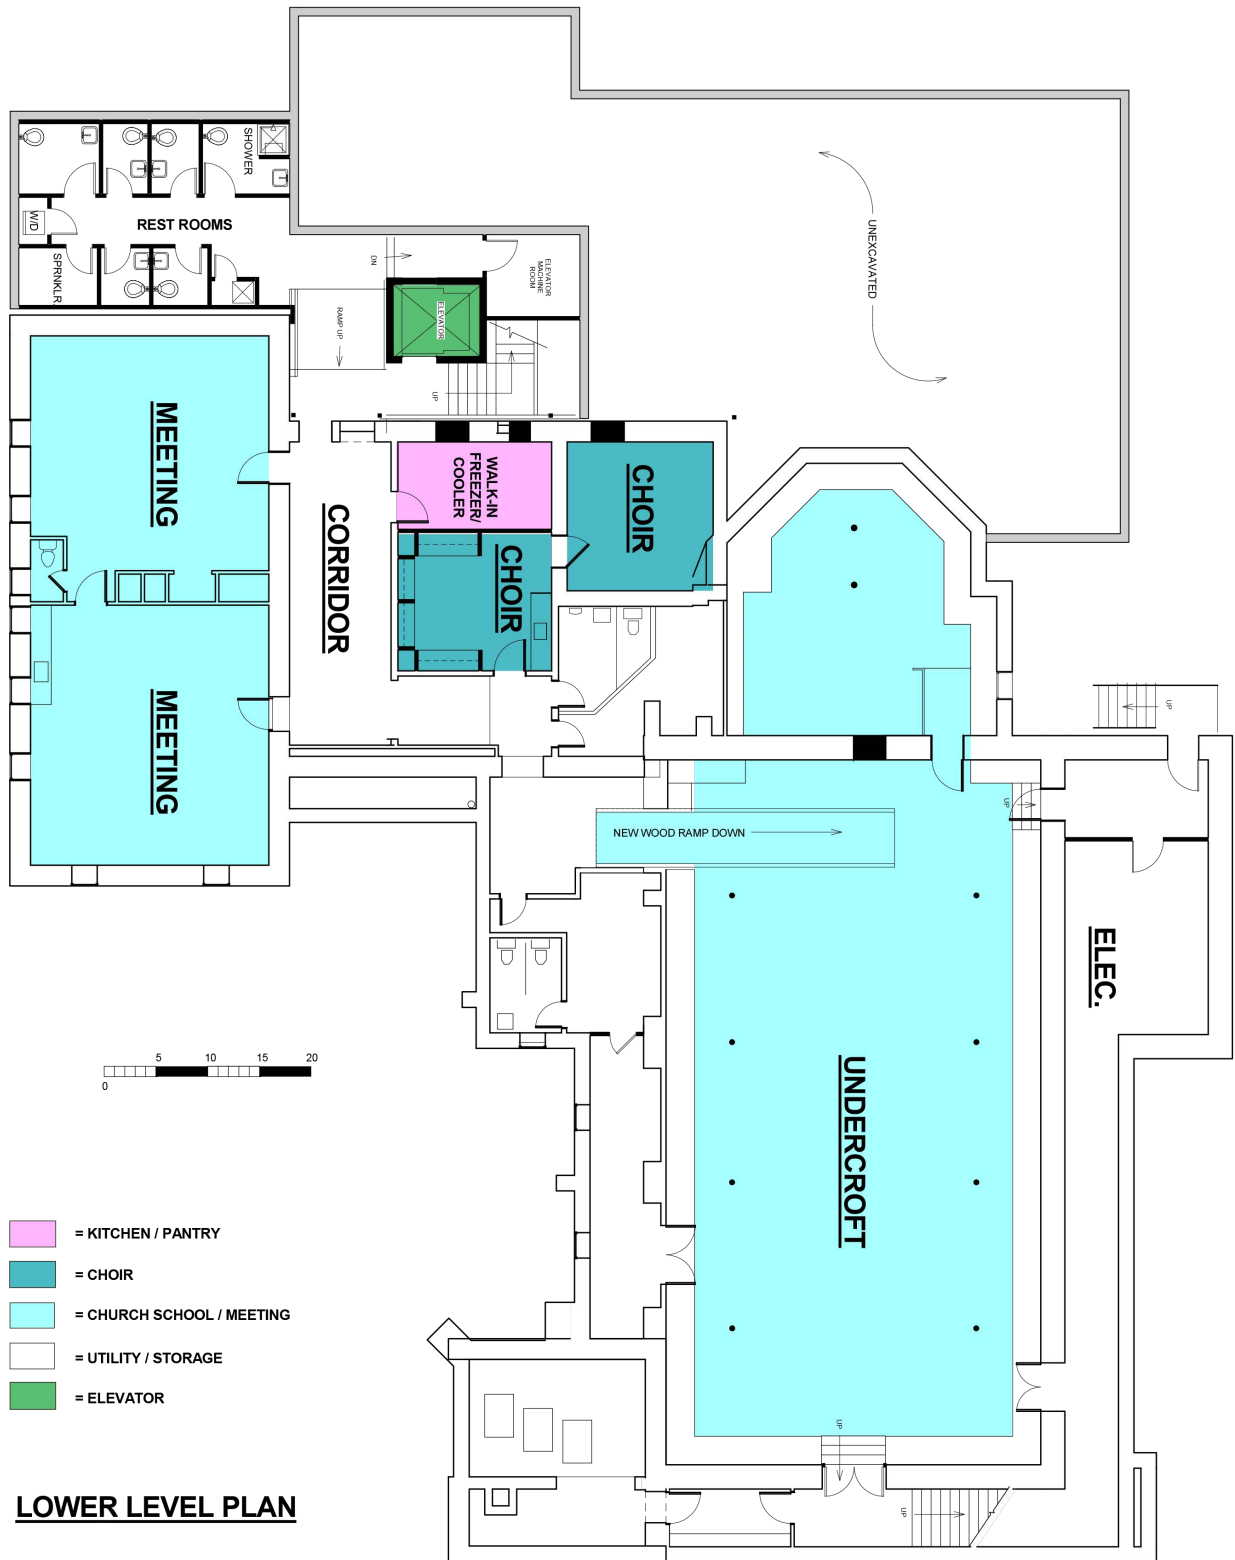 SHOWER
REST ROOMS
W/D
SPRNKLR.
DN
ELEVATOR
MACHINE
ROOM
ELEVATOR
RAMP UP
UP
UNEXCAVATED
MEETING
WALK-IN
FREEZER/
COOLER
CHOIR
CORRIDOR
CHOIR
MEETING
UP
UP
NEW WOOD RAMP DOWN
ELEC.
UNDERCROFT
5 10 15 20
0
= KITCHEN / PANTRY
= CHOIR
= CHURCH SCHOOL / MEETING
= UTILITY / STORAGE
= ELEVATOR
UP
UP
LOWER LEVEL PLAN